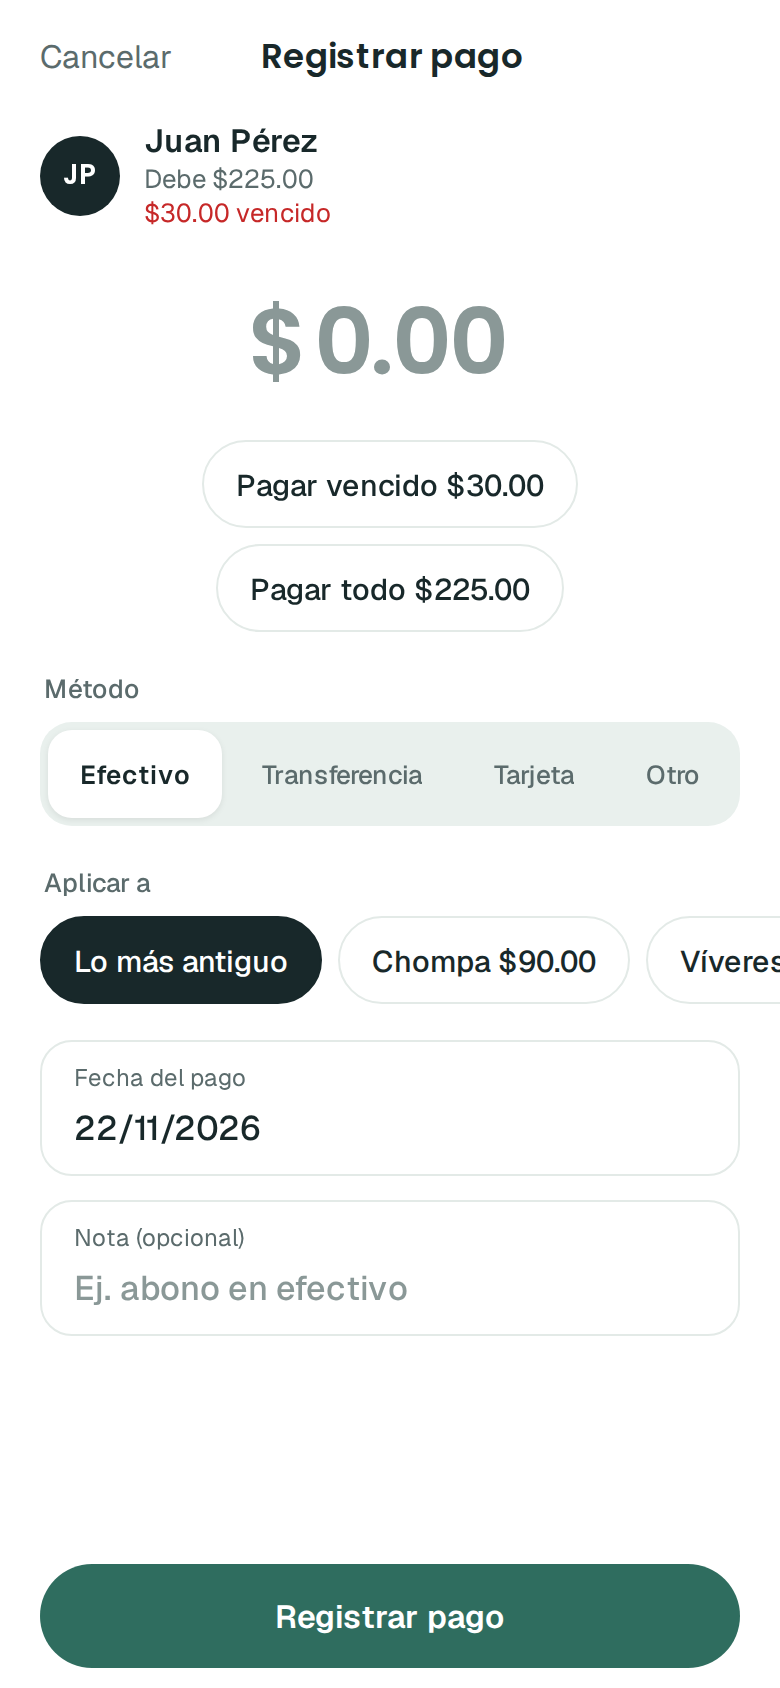 Cancelar
Registrar pago
JP
Juan Pérez
Debe $225.00
$30.00 vencido
$ 0.00
Pagar vencido $30.00
Pagar todo $225.00
Método
Efectivo
Transferencia
Tarjeta
Otro
Aplicar a
Lo más antiguo
Chompa $90.00
Víveres
Fecha del pago
22/11/2026
Nota (opcional)
Ej. abono en efectivo
Registrar pago